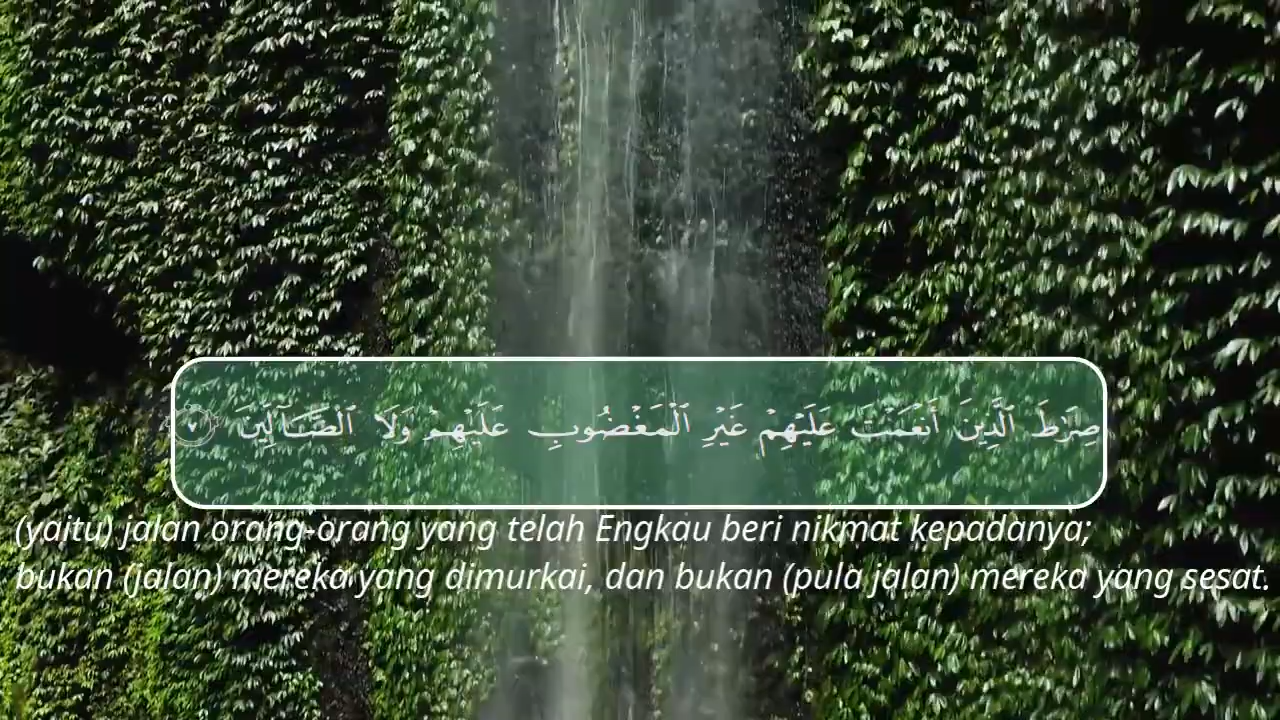 صِرَٰطَ ٱلَّذِينَ أَنْعَمْتَ عَلَيْهِمْ غَيْرِ ٱلْمَغْضُوبِ عَلَيْهِمْ وَلَا ٱلضَّآلِّينَ ٧
(yaitu) jalan orang-orang yang telah Engkau beri nikmat kepadanya;
bukan (jalan) mereka yang dimurkai, dan bukan (pula jalan) mereka yang sesat.